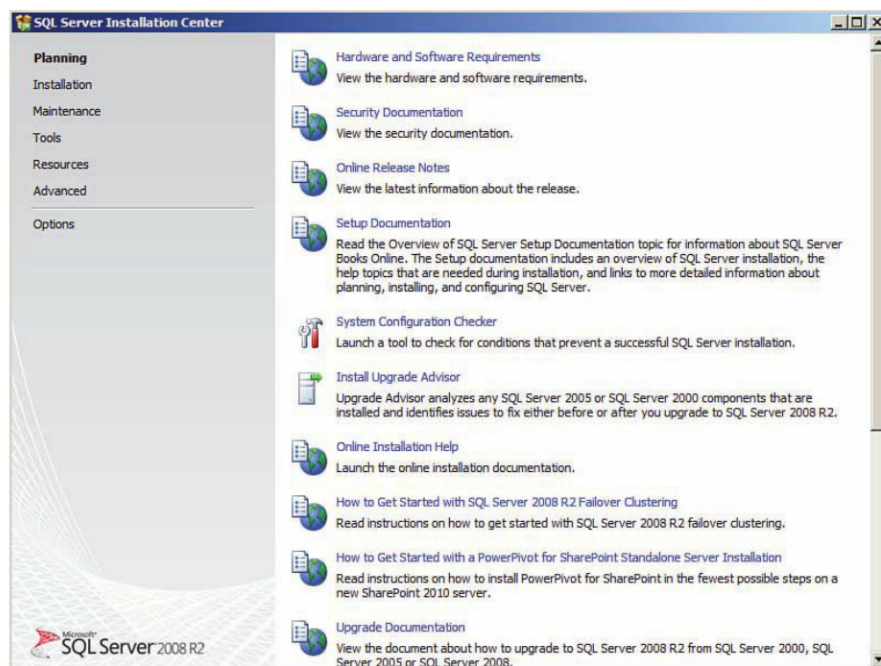 SQL Server Installation Center
Planning
Installation
Maintenance
Tools
Resources
Advanced
Options
Hardware and Software Requirements
View the hardware and software requirements.
Security Documentation
View the security documentation.
Online Release Notes
View the latest information about the release.
Setup Documentation
Read the Overview of SQL Server Setup Documentation topic for information about SQL Server
Books Online. The Setup documentation includes an overview of SQL Server installation, the
help topics that are needed during installation, and links to more detailed information about
planning, installing, and configuring SQL Server.
System Configuration Checker
Launch a tool to check for conditions that prevent a successful SQL Server installation.
Install Upgrade Advisor
Upgrade Advisor analyzes any SQL Server 2005 or SQL Server 2000 components that are
installed and identifies issues to fix either before or after you upgrade to SQL Server 2008 R2.
Online Installation Help
Launch the online installation documentation.
How to Get Started with SQL Server 2008 R2 Failover Clustering
Read instructions on how to get started with SQL Server 2008 R2 failover clustering.
How to Get Started with a PowerPivot for SharePoint Standalone Server Installation
Read instructions on how to install PowerPivot for SharePoint in the fewest possible steps on a
new SharePoint 2010 server.
Upgrade Documentation
View the document about how to upgrade to SQL Server 2008 R2 from SQL Server 2000, SQL
Server 2005 or SQL Server 2008.
Microsoft
SQL Server 2008 R2